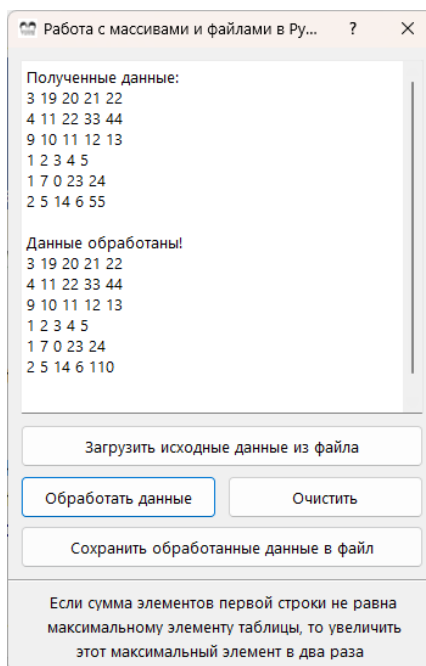 Работа с массивами и файлами в Py... ? ×
Полученные данные:
3 19 20 21 22
4 11 22 33 44
9 10 11 12 13
1 2 3 4 5
1 7 0 23 24
2 5 14 6 55
Данные обработаны!
3 19 20 21 22
4 11 22 33 44
9 10 11 12 13
1 2 3 4 5
1 7 0 23 24
2 5 14 6 110
Загрузить исходные данные из файла
Обработать данные Очистить
Сохранить обработанные данные в файл
Если сумма элементов первой строки не равна
максимальному элементу таблицы, то увеличить
этот максимальный элемент в два раза